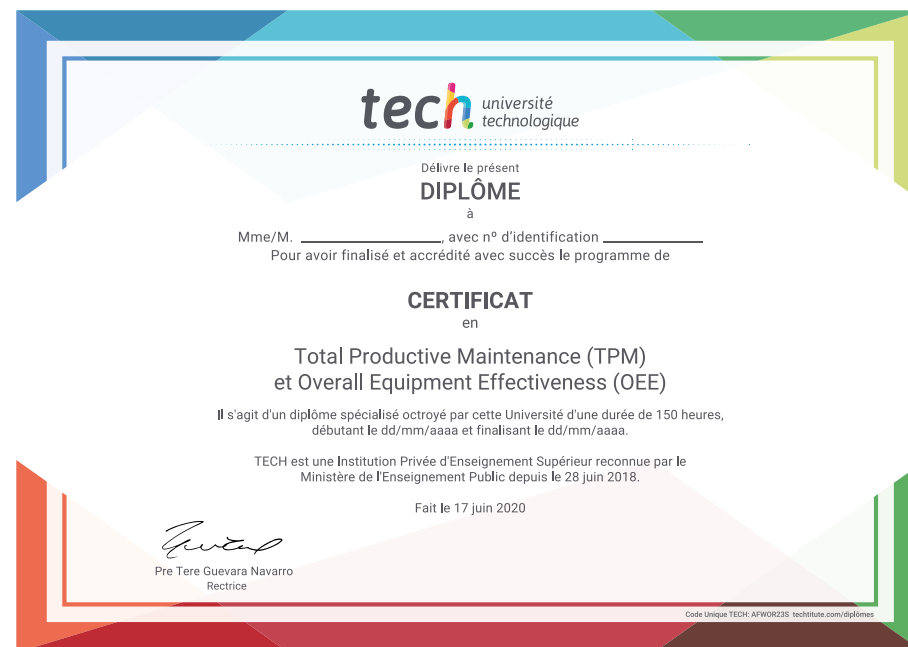 tech université
technologique
Délivre le présent
DIPLÔME
à
Mme/M. ____________________, avec nº d'identification ______________
Pour avoir finalisé et accrédité avec succès le programme de
CERTIFICAT
en
Total Productive Maintenance (TPM)
et Overall Equipment Effectiveness (OEE)
Il s'agit d'un diplôme spécialisé octroyé par cette Université d'une durée de 150 heures,
débutant le dd/mm/aaaa et finalisant le dd/mm/aaaa.
TECH est une Institution Privée d'Enseignement Supérieur reconnue par le
Ministère de l'Enseignement Public depuis le 28 juin 2018.
Fait le 17 juin 2020
Pre Tere Guevara Navarro
Rectrice
Code Unique TECH: AFWOR23S techtitute.com/diplômes